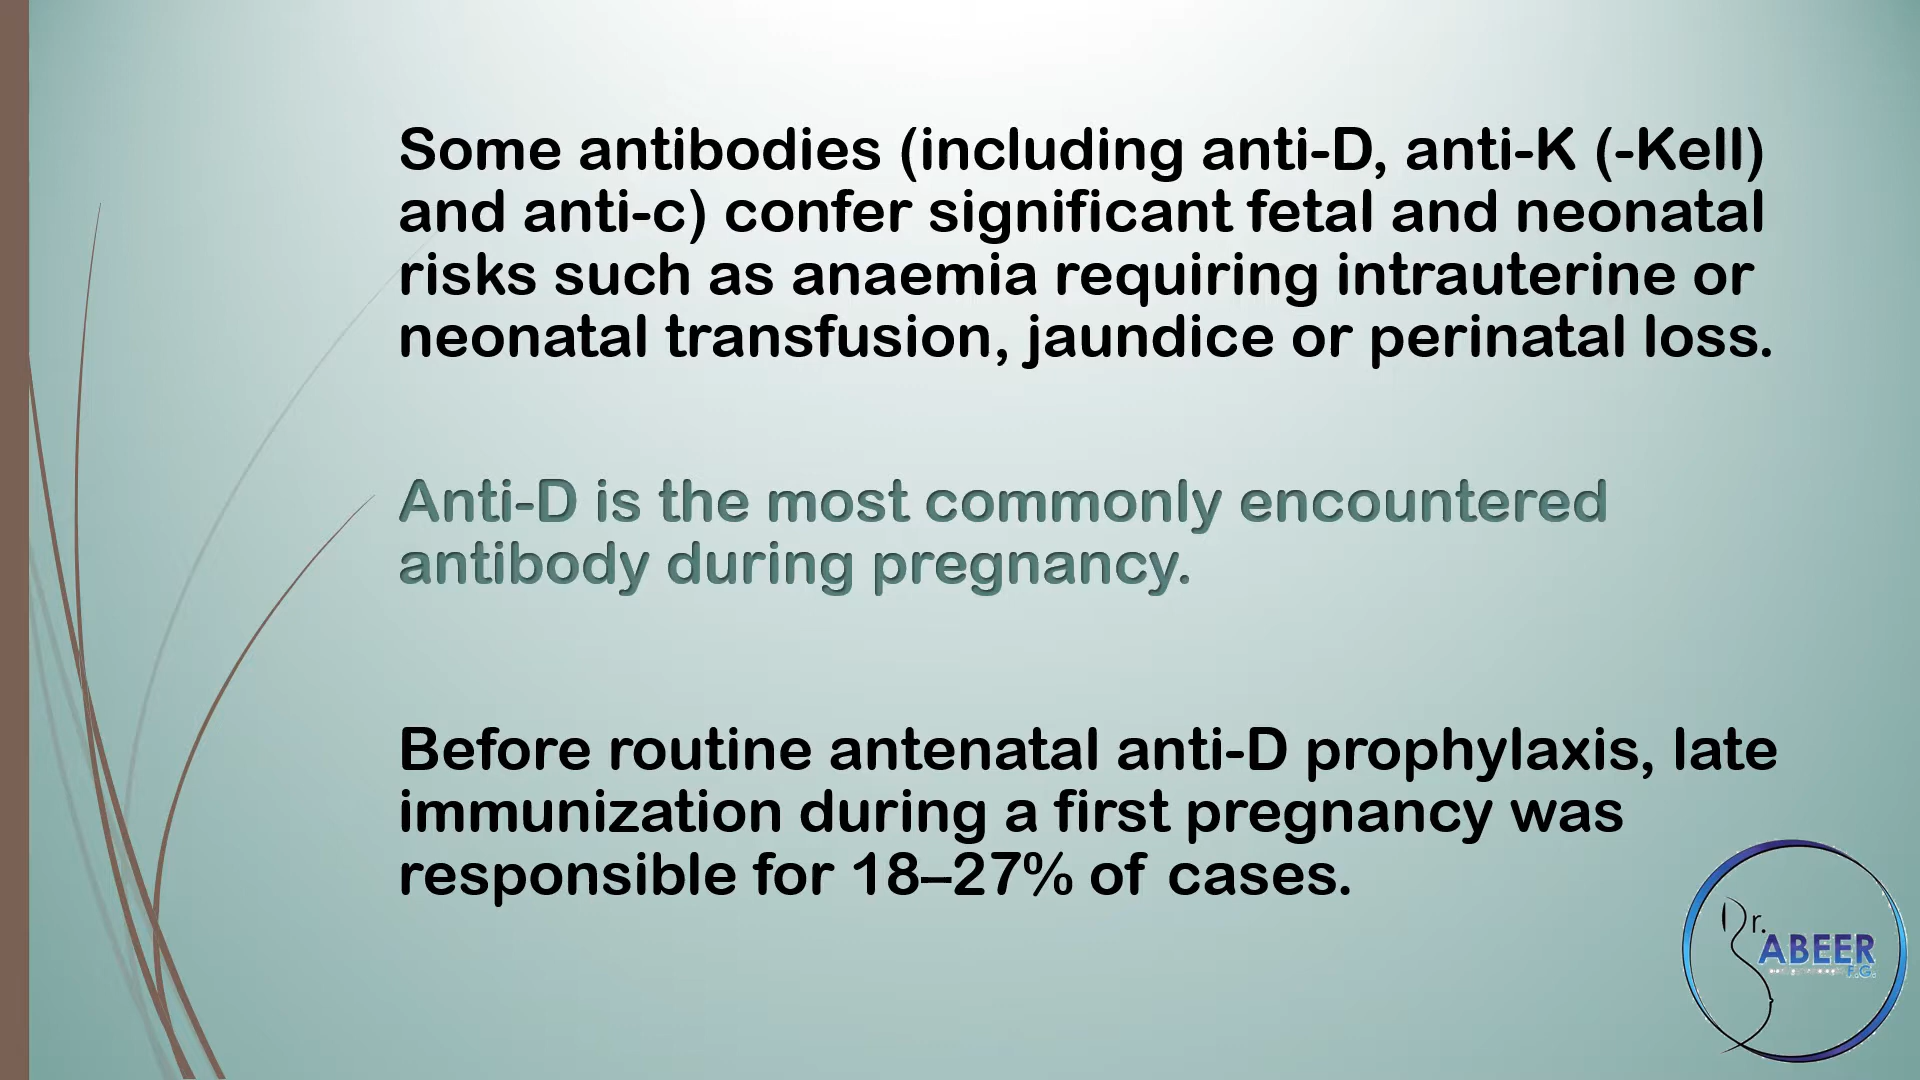 Some antibodies (including anti-D, anti-K (-Kell)
and anti-c) confer significant fetal and neonatal
risks such as anaemia requiring intrauterine or
neonatal transfusion, jaundice or perinatal loss.
Anti-D is the most commonly encountered
antibody during pregnancy.
Before routine antenatal anti-D prophylaxis, late
immunization during a first pregnancy was
responsible for 18–27% of cases.
Dr.
ABEER
F.G.